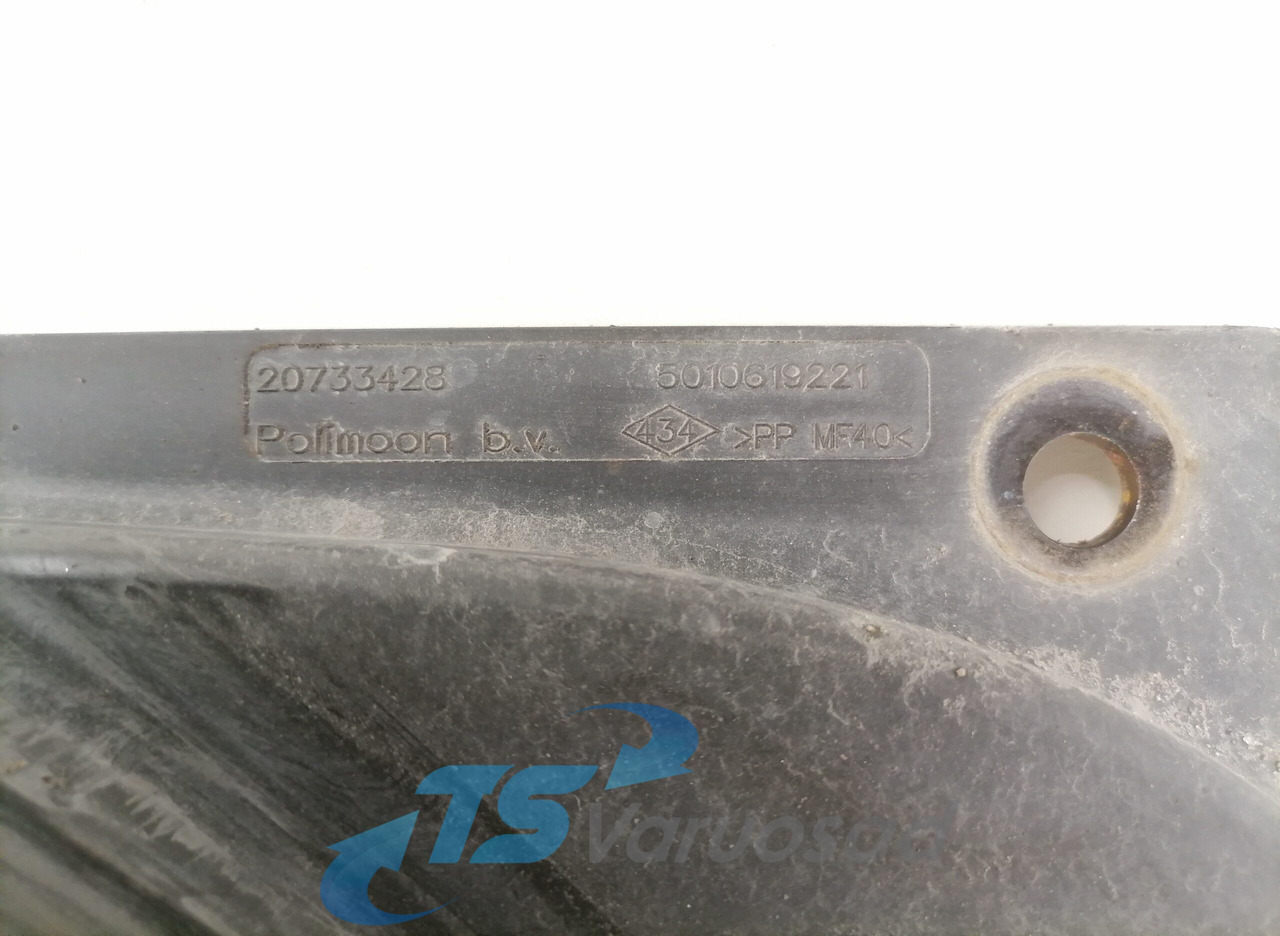 20733428 5010619221
Polimoon b.v. 434 >PP MF40<
TS Varuosad